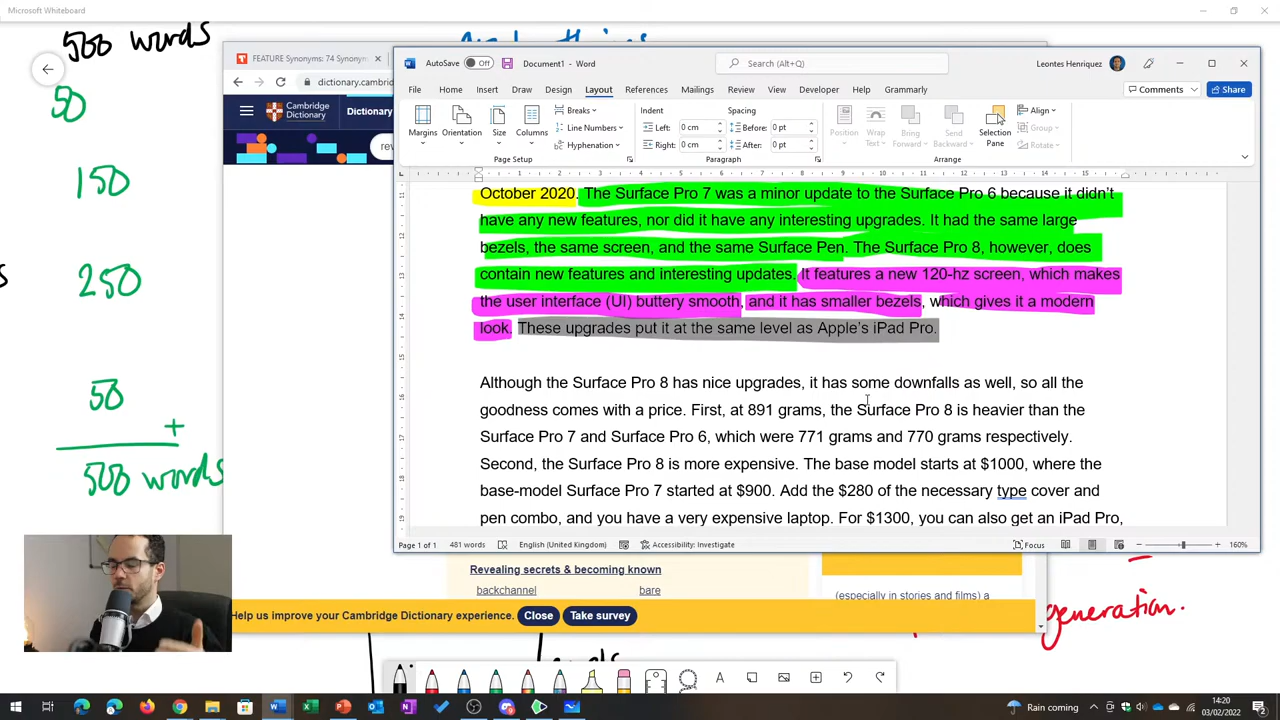 Microsoft Whiteboard
500 words
50
150
250
50
+
500 words
FEATURE Synonyms: 74 Synonym
dictionary.cambrid
Cambridge
Dictionary
Dictionary
rev
AutoSave
Off
Document1 - Word
Search (Alt+Q)
Leontes Henriquez
File Home Insert Draw Design Layout References Mailings Review View Developer Help Grammarly
Comments
Share
Margins
Orientation
Size
Columns
Breaks
Line Numbers
Hyphenation
Page Setup
Indent
Left: 0 cm
Right: 0 cm
Spacing
Before: 0 pt
After: 0 pt
Paragraph
Position
Wrap
Text
Bring
Forward
Send
Backward
Selection
Pane
Align
Group
Rotate
Arrange
October 2020. The Surface Pro 7 was a minor update to the Surface Pro 6 because it didn't
have any new features, nor did it have any interesting upgrades. It had the same large
bezels, the same screen, and the same Surface Pen. The Surface Pro 8, however, does
contain new features and interesting updates. It features a new 120-hz screen, which makes
the user interface (UI) buttery smooth, and it has smaller bezels, which gives it a modern
look. These upgrades put it at the same level as Apple's iPad Pro.
Although the Surface Pro 8 has nice upgrades, it has some downfalls as well, so all the
goodness comes with a price. First, at 891 grams, the Surface Pro 8 is heavier than the
Surface Pro 7 and Surface Pro 6, which were 771 grams and 770 grams respectively.
Second, the Surface Pro 8 is more expensive. The base model starts at $1000, where the
base-model Surface Pro 7 started at $900. Add the $280 of the necessary type cover and
pen combo, and you have a very expensive laptop. For $1300, you can also get an iPad Pro,
Page 1 of 1
481 words
English (United Kingdom)
Accessibility: Investigate
Focus
160%
Revealing secrets & becoming known
backchannel
bare
(especially in stories and films) a
Help us improve your Cambridge Dictionary experience.
Close
Take survey
generation.
Rain coming
14:20
03/02/2022